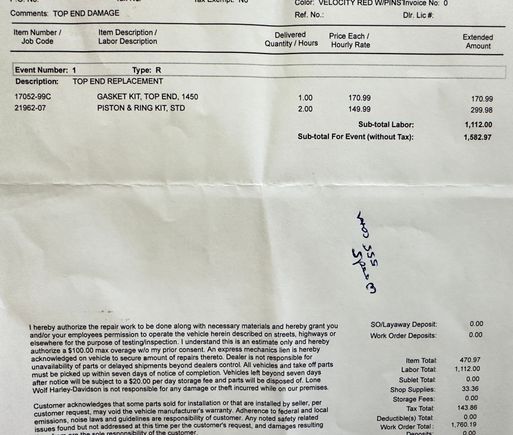 Color: VELOCITY RED W/PINS Invoice No: 0
Comments: TOP END DAMAGE Ref. No.: Dlr. Lic #:
Item Number / Item Description / Delivered Price Each / Extended
Job Code Labor Description Quantity / Hours Hourly Rate Amount
Event Number: 1 Type: R
Description: TOP END REPLACEMENT
17052-99C GASKET KIT, TOP END, 1450 1.00 170.99 170.99
21962-07 PISTON & RING KIT, STD 2.00 149.99 299.98
Sub-total Labor: 1,112.00
Sub-total For Event (without Tax): 1,582.97
I hereby authorize the repair work to be done along with necessary materials and hereby grant you
and/or your employees permission to operate the vehicle herein described on streets, highways or
elsewhere for the purpose of testing/inspection. I understand this is an estimate only and hereby
authorize a $100.00 max overage w/o my prior consent. An express mechanics lien is hereby
acknowledged on vehicle to secure amount of repairs thereto. Dealer is not responsible for
unavailability of parts or delayed shipments beyond dealers control. All vehicles and take off parts
must be picked up within seven days of notice of completion. Vehicles left beyond seven days
after notice will be subject to a $20.00 per day storage fee and parts will be disposed of. Lone
Wolf Harley-Davidson is not responsible for any damage or theft incurred while on our premises.
Customer acknowledges that some parts sold for installation or that are installed by seller, per
customer request, may void the vehicle manufacturer's warranty. Adherence to federal and local
emissions, noise laws and guidelines are responsibility of customer. Any noted safety related
issues found but not addressed at this time per the customer's request, and damages resulting
are the sole responsibility of the customer.
SO/Layaway Deposit: 0.00
Work Order Deposits: 0.00
Item Total: 470.97
Labor Total: 1,112.00
Sublet Total: 0.00
Shop Supplies: 33.36
Storage Fees: 0.00
Tax Total: 143.86
Deductible(s) Total: 0.00
Work Order Total: 1,760.19
Deposits: 0.00